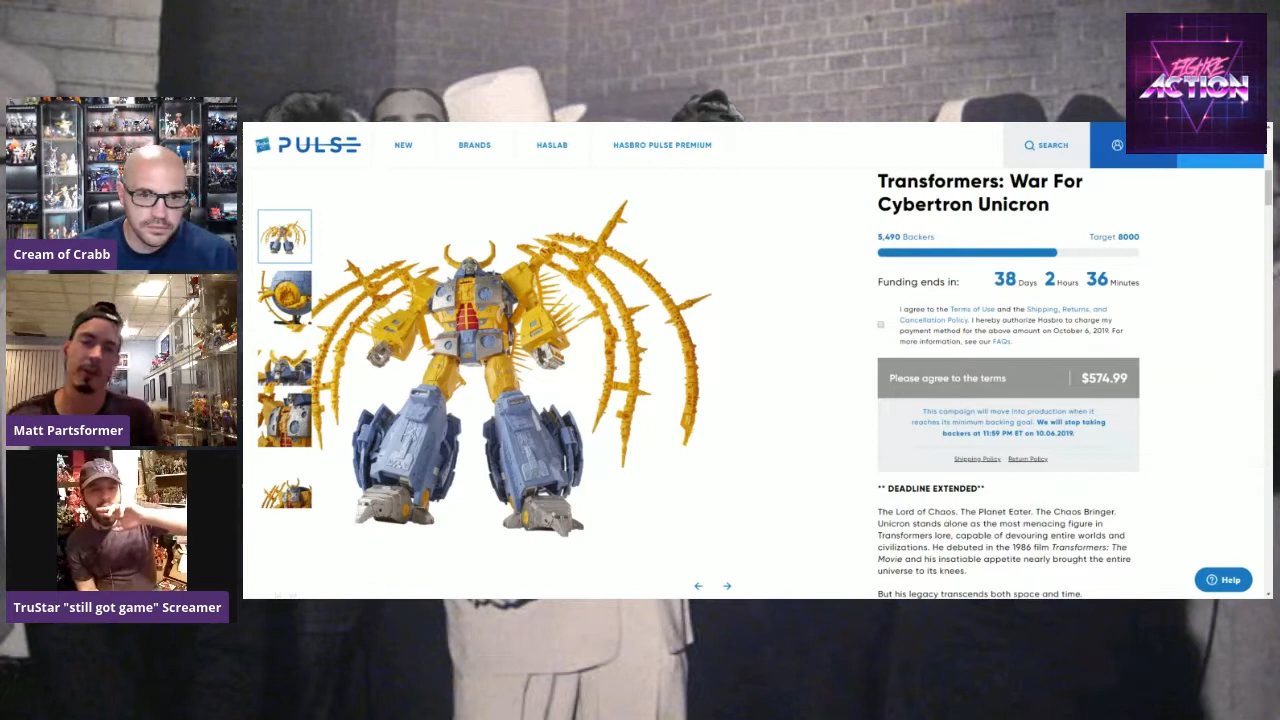 FIGURE
ACTION
PULSE
NEW
BRANDS
HASLAB
HASBRO PULSE PREMIUM
SEARCH
Cream of Crabb
Matt Partsformer
TruStar "still got game" Screamer
Transformers: War For
Cybertron Unicron
5,490 Backers
Target 8000
Funding ends in: 38 Days 2 Hours 36 Minutes
I agree to the Terms of Use and the Shipping, Returns, and
Cancellation Policy. I hereby authorize Hasbro to charge my
payment method for the above amount on October 6, 2019. For
more information, see our FAQs.
Please agree to the terms
$574.99
This campaign will move into production when it
reaches its minimum backing goal. We will stop taking
backers at 11:59 PM ET on 10.06.2019.
Shipping Policy Return Policy
** DEADLINE EXTENDED**
The Lord of Chaos. The Planet Eater. The Chaos Bringer.
Unicron stands alone as the most menacing figure in
Transformers lore, capable of devouring entire worlds and
civilizations. He debuted in the 1986 film Transformers: The
Movie and his insatiable appetite nearly brought the entire
universe to its knees.
But his legacy transcends both space and time.
Help